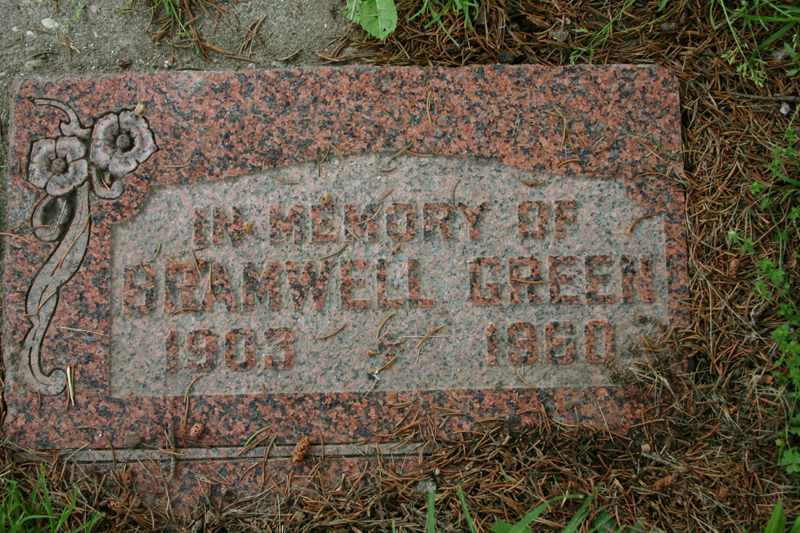 IN MEMORY OF
BRAMWELL GREEN
1903 1960